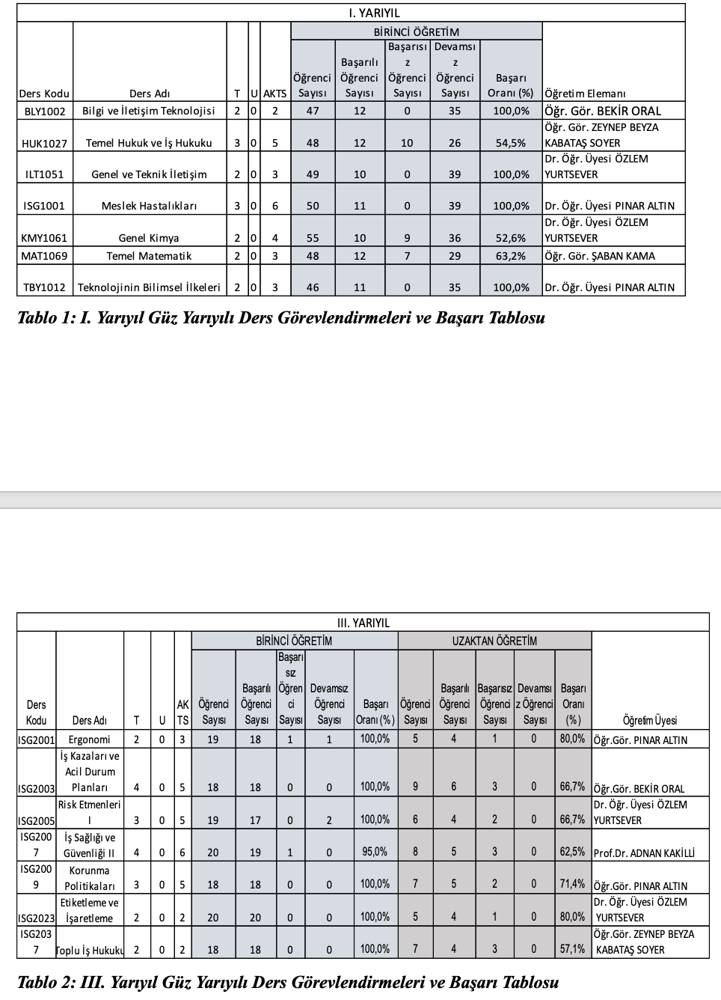 I. YARIYIL
BİRİNCİ ÖĞRETİM
Ders Kodu Ders Adı T U AKTS Öğrenci Sayısı Başarılı Öğrenci Sayısı Başarısı z Öğrenci Sayısı Devamsı z Öğrenci Sayısı Başarı Oranı (%) Öğretim Elemanı
BLY1002 Bilgi ve İletişim Teknolojisi 2 0 2 47 12 0 35 100,0% Öğr. Gör. BEKİR ORAL
HUK1027 Temel Hukuk ve İş Hukuku 3 0 5 48 12 10 26 54,5% Öğr. Gör. ZEYNEP BEYZA KABATAŞ SOYER
ILT1051 Genel ve Teknik İletişim 2 0 3 49 10 0 39 100,0% Dr. Öğr. Üyesi ÖZLEM YURTSEVER
ISG1001 Meslek Hastalıkları 3 0 6 50 11 0 39 100,0% Dr. Öğr. Üyesi PINAR ALTIN
KMY1061 Genel Kimya 2 0 4 55 10 9 36 52,6% Dr. Öğr. Üyesi ÖZLEM YURTSEVER
MAT1069 Temel Matematik 2 0 3 48 12 7 29 63,2% Öğr. Gör. ŞABAN KAMA
TBY1012 Teknolojinin Bilimsel İlkeleri 2 0 3 46 11 0 35 100,0% Dr. Öğr. Üyesi PINAR ALTIN
Tablo 1: I. Yarıyıl Güz Yarıyılı Ders Görevlendirmeleri ve Başarı Tablosu
III. YARIYIL
BİRİNCİ ÖĞRETİM UZAKTAN ÖĞRETİM
Ders Kodu Ders Adı T U AK TS Öğrenci Sayısı Başarılı Öğrenci Sayısı Başarı sız Öğren ci Sayısı Devamsız Öğrenci Sayısı Başarı Oranı (%) Öğrenci Sayısı Başarılı Öğrenci Sayısı Başarısız Öğrenci Sayısı Devamsı z Öğrenci Sayısı Başarı Oranı (%) Öğretim Üyesi
ISG2001 Ergonomi 2 0 3 19 18 1 1 100,0% 5 4 1 0 80,0% Öğr.Gör. PINAR ALTIN
ISG2003 İş Kazaları ve Acil Durum Planları 4 0 5 18 18 0 0 100,0% 9 6 3 0 66,7% Öğr.Gör. BEKİR ORAL
ISG2005 Risk Etmenleri I 3 0 5 19 17 0 2 100,0% 6 4 2 0 66,7% Dr. Öğr. Üyesi ÖZLEM YURTSEVER
ISG200 7 İş Sağlığı ve Güvenliği II 4 0 6 20 19 1 0 95,0% 8 5 3 0 62,5% Prof.Dr. ADNAN KAKİLLİ
ISG200 9 Korunma Politikaları 3 0 5 18 18 0 0 100,0% 7 5 2 0 71,4% Öğr.Gör. PINAR ALTIN
ISG2023 Etiketleme ve İşaretleme 2 0 2 20 20 0 0 100,0% 5 4 1 0 80,0% Dr. Öğr. Üyesi ÖZLEM YURTSEVER
ISG203 7 Toplu İş Hukuku 2 0 2 18 18 0 0 100,0% 7 4 3 0 57,1% Öğr.Gör. ZEYNEP BEYZA KABATAŞ SOYER
Tablo 2: III. Yarıyıl Güz Yarıyılı Ders Görevlendirmeleri ve Başarı Tablosu